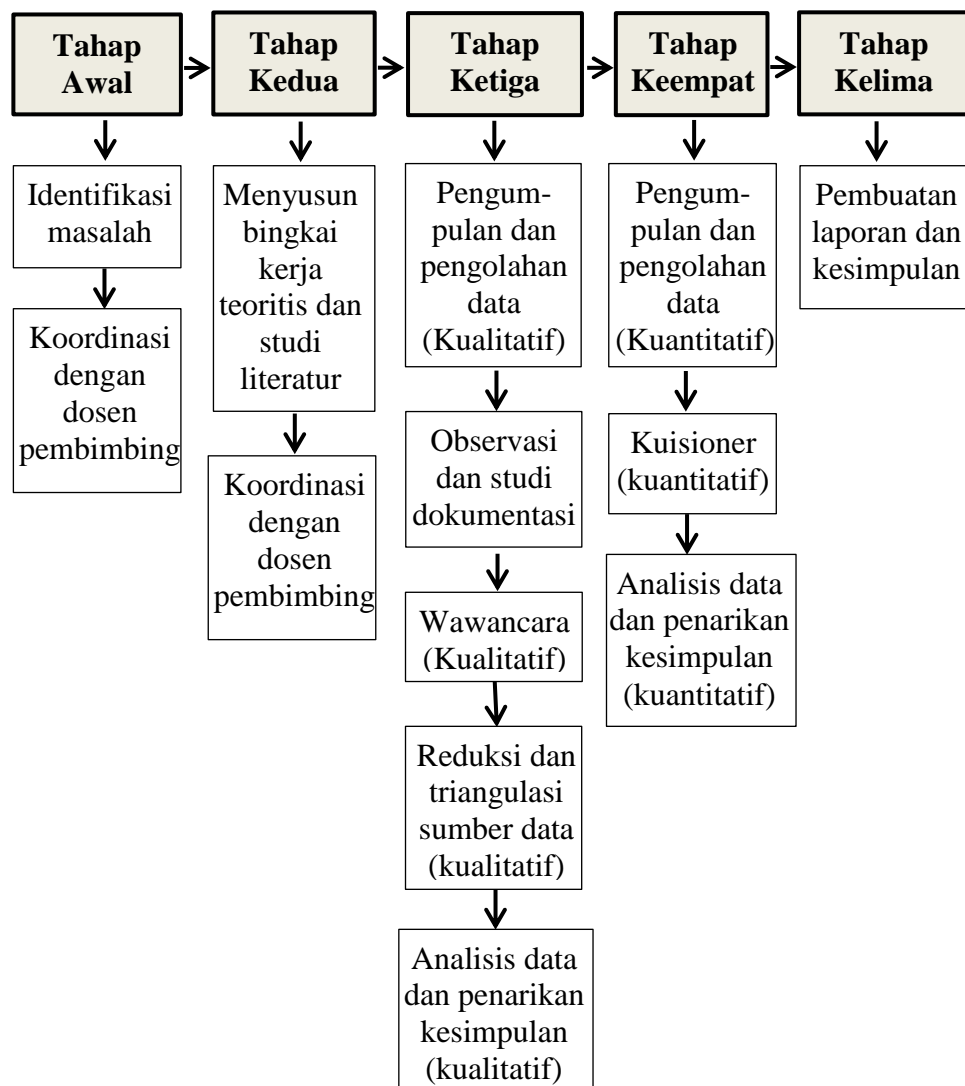 Tahap
Awal
Tahap
Kedua
Tahap
Ketiga
Tahap
Keempat
Tahap
Kelima
Identifikasi
masalah
Koordinasi
dengan
dosen
pembimbing
Menyusun
bingkai
kerja
teoritis dan
studi
literatur
Koordinasi
dengan
dosen
pembimbing
Pengum-
pulan dan
pengolahan
data
(Kualitatif)
Observasi
dan studi
dokumentasi
Wawancara
(Kualitatif)
Reduksi dan
triangulasi
sumber data
(kualitatif)
Analisis data
dan penarikan
kesimpulan
(kualitatif)
Pengum-
pulan dan
pengolahan
data
(Kuantitatif)
Kuisioner
(kuantitatif)
Analisis data
dan penarikan
kesimpulan
(kuantitatif)
Pembuatan
laporan dan
kesimpulan